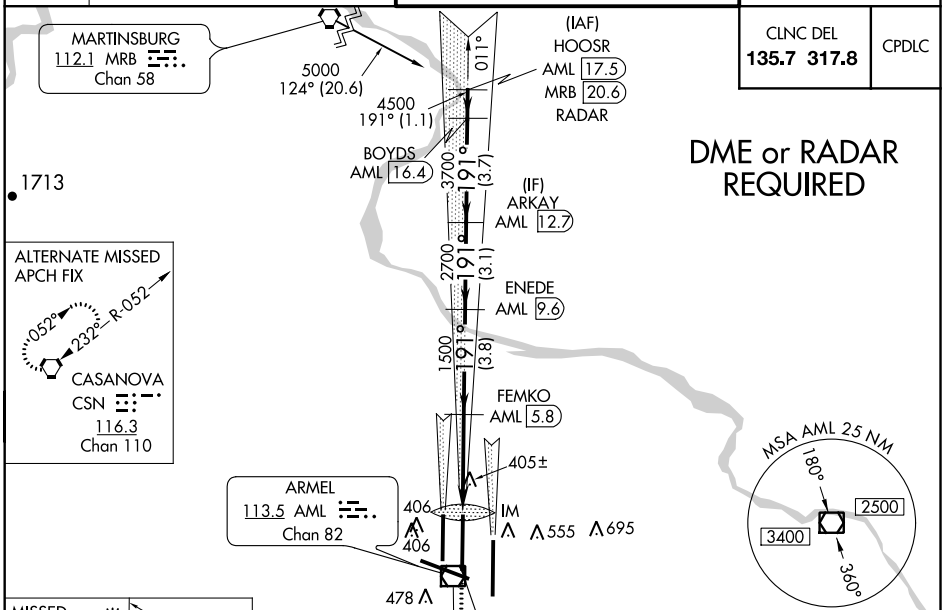 MARTINSBURG
112.1 MRB
Chan 58
5000
124° (20.6)
4500
191° (1.1)
011°
(IAF)
HOOSR
AML 17.5
MRB 20.6
RADAR
CLNC DEL
135.7 317.8
CPDLC
BOYDS
AML 16.4
3700
191°
(3.7)
DME or RADAR
REQUIRED
1713
(IF)
ARKAY
AML 12.7
2700
191°
(3.1)
ALTERNATE MISSED
APCH FIX
052°
232°
R-052
CASANOVA
CSN
116.3
Chan 110
ENEDE
AML 9.6
1500
191°
(3.8)
FEMKO
AML 5.8
405±
MSA AML 25 NM
180°
2500
3400
360°
ARMEL
113.5 AML
Chan 82
406
406
IM
555
695
478
MISSED